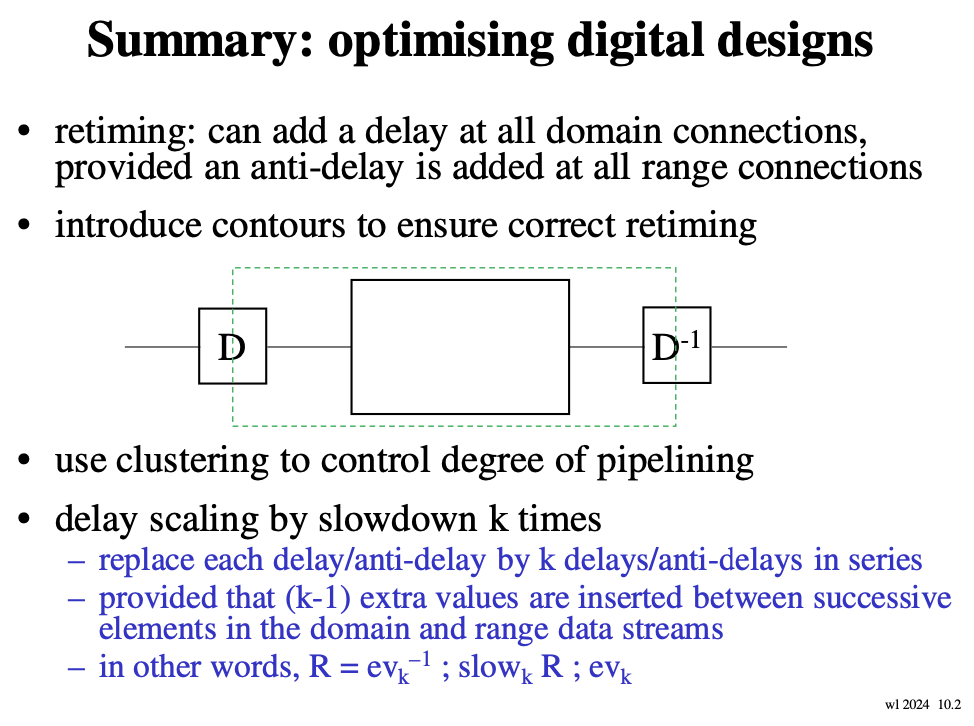 Summary: optimising digital designs
• retiming: can add a delay at all domain connections,
provided an anti-delay is added at all range connections
• introduce contours to ensure correct retiming
D D⁻¹
• use clustering to control degree of pipelining
• delay scaling by slowdown k times
– replace each delay/anti-delay by k delays/anti-delays in series
– provided that (k-1) extra values are inserted between successive
elements in the domain and range data streams
– in other words, R = evₖ⁻¹ ; slowₖ R ; evₖ
wl 2024 10.2